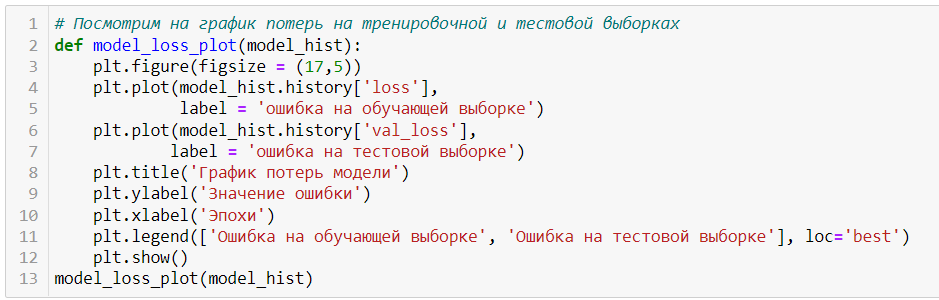 1 # Посмотрим на график потерь на тренировочной и тестовой выборках
2 def model_loss_plot(model_hist):
3     plt.figure(figsize = (17,5))
4     plt.plot(model_hist.history['loss'],
5              label = 'ошибка на обучающей выборке')
6     plt.plot(model_hist.history['val_loss'],
7             label = 'ошибка на тестовой выборке')
8     plt.title('График потерь модели')
9     plt.ylabel('Значение ошибки')
10     plt.xlabel('Эпохи')
11     plt.legend(['Ошибка на обучающей выборке', 'Ошибка на тестовой выборке'], loc='best')
12     plt.show()
13 model_loss_plot(model_hist)